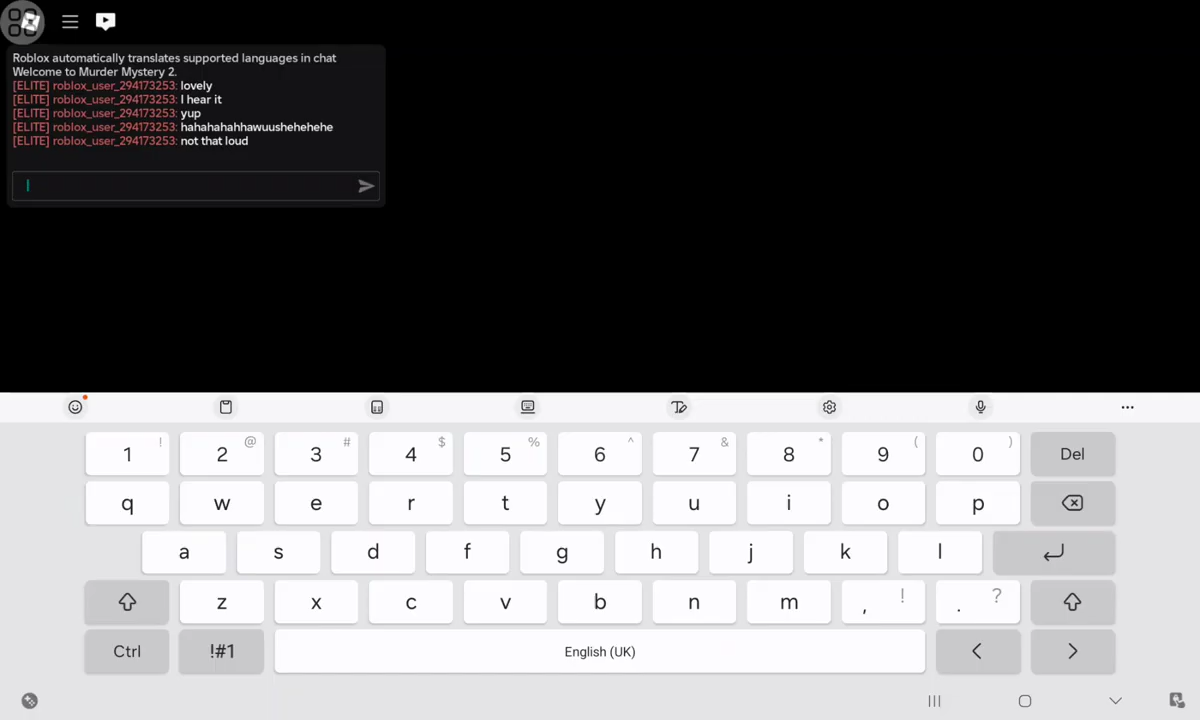 Roblox automatically translates supported languages in chat
Welcome to Murder Mystery 2.
[ELITE] roblox_user_294173253: lovely
[ELITE] roblox_user_294173253: I hear it
[ELITE] roblox_user_294173253: yup
[ELITE] roblox_user_294173253: hahahahahhawuushehehehe
[ELITE] roblox_user_294173253: not that loud
1 ! 2 @ 3 # 4 $ 5 % 6 ^ 7 & 8 * 9 ( 0 ) Del
q w e r t y u i o p
a s d f g h j k l
z x c v b n m , ! . ?
Ctrl !#1 English (UK) < >